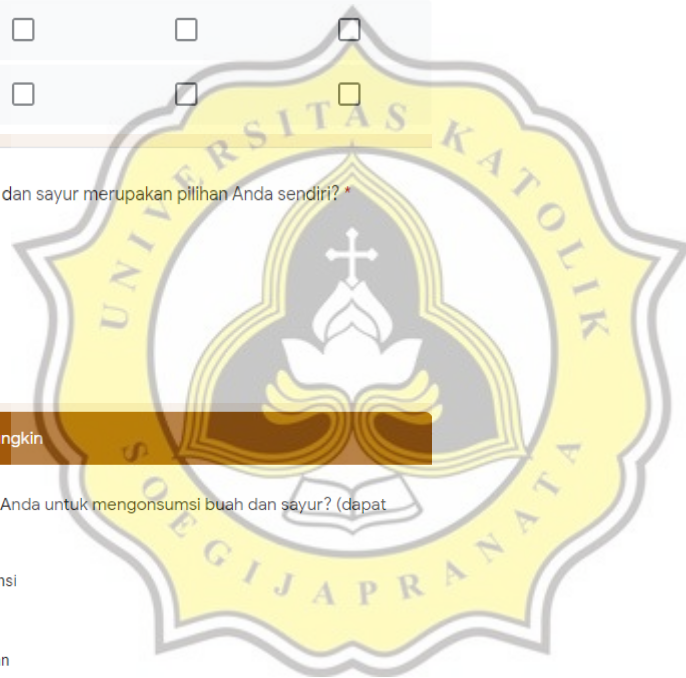 UNIVERSITAS KATOLIK
dan sayur merupakan pilihan Anda sendiri? *
ngkin
SOEGIJAPRANATA
Anda untuk mengonsumsi buah dan sayur? (dapat
nsi
n